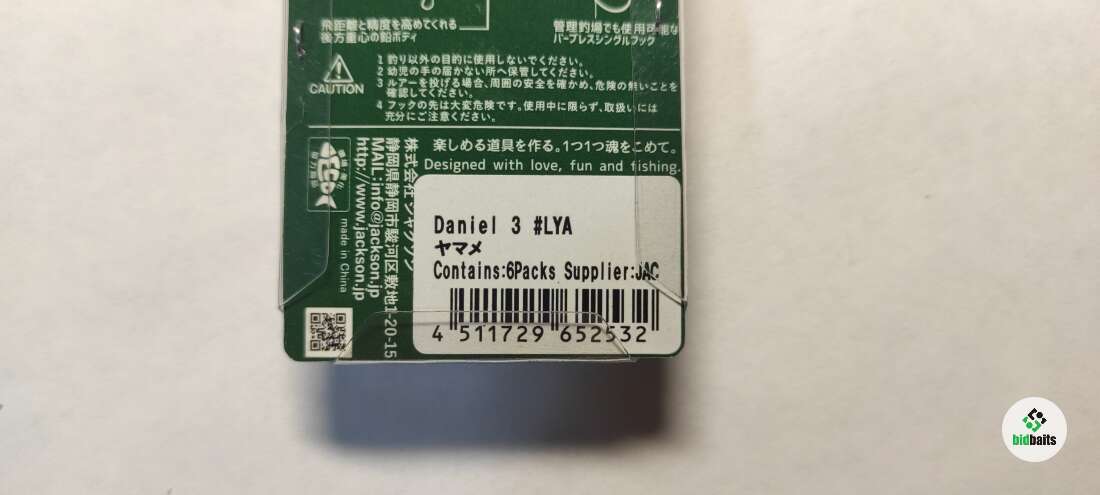 飛距離と精度を高めてくれる
後方重心の鉛ボディ
管理釣場でも使用可能な
バーブレスシングルフック
CAUTION
1 釣り以外の目的に使用しないでください。
2 幼児の手の届かない所へ保管してください。
3 ルアーを投げる場合、周囲の安全を確かめ、危険の無いことを
確認してください。
4 フックの先は大変危険です。使用中に限らず、取扱いには
充分にご注意ください。
楽しめる道具を作る。1つ1つ魂をこめて。
Designed with love, fun and fishing.
株式会社ジャクソン
静岡県静岡市駿河区敷地1-20-15
MAIL:info@jackson.jp
http://www.jackson.jp
made in China
Daniel 3 #LYA
ヤマメ
Contains:6Packs Supplier:JAC
4 511729 652532
bidbaits